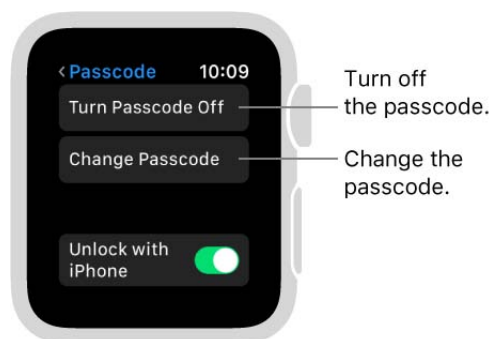 <Passcode 10:09
Turn Passcode Off
Turn off
the passcode.
Change Passcode
Change the
passcode.
Unlock with
iPhone